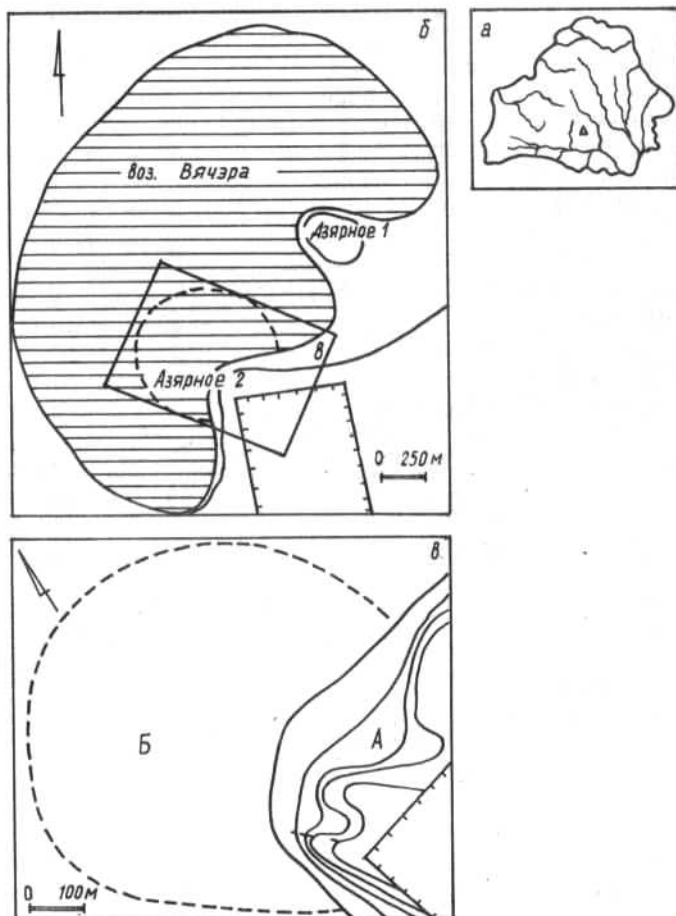 б
воз. Вячэра
Азярное 1
в
Азярное 2
0 250 м
а
в.
Б
А
0 100 м